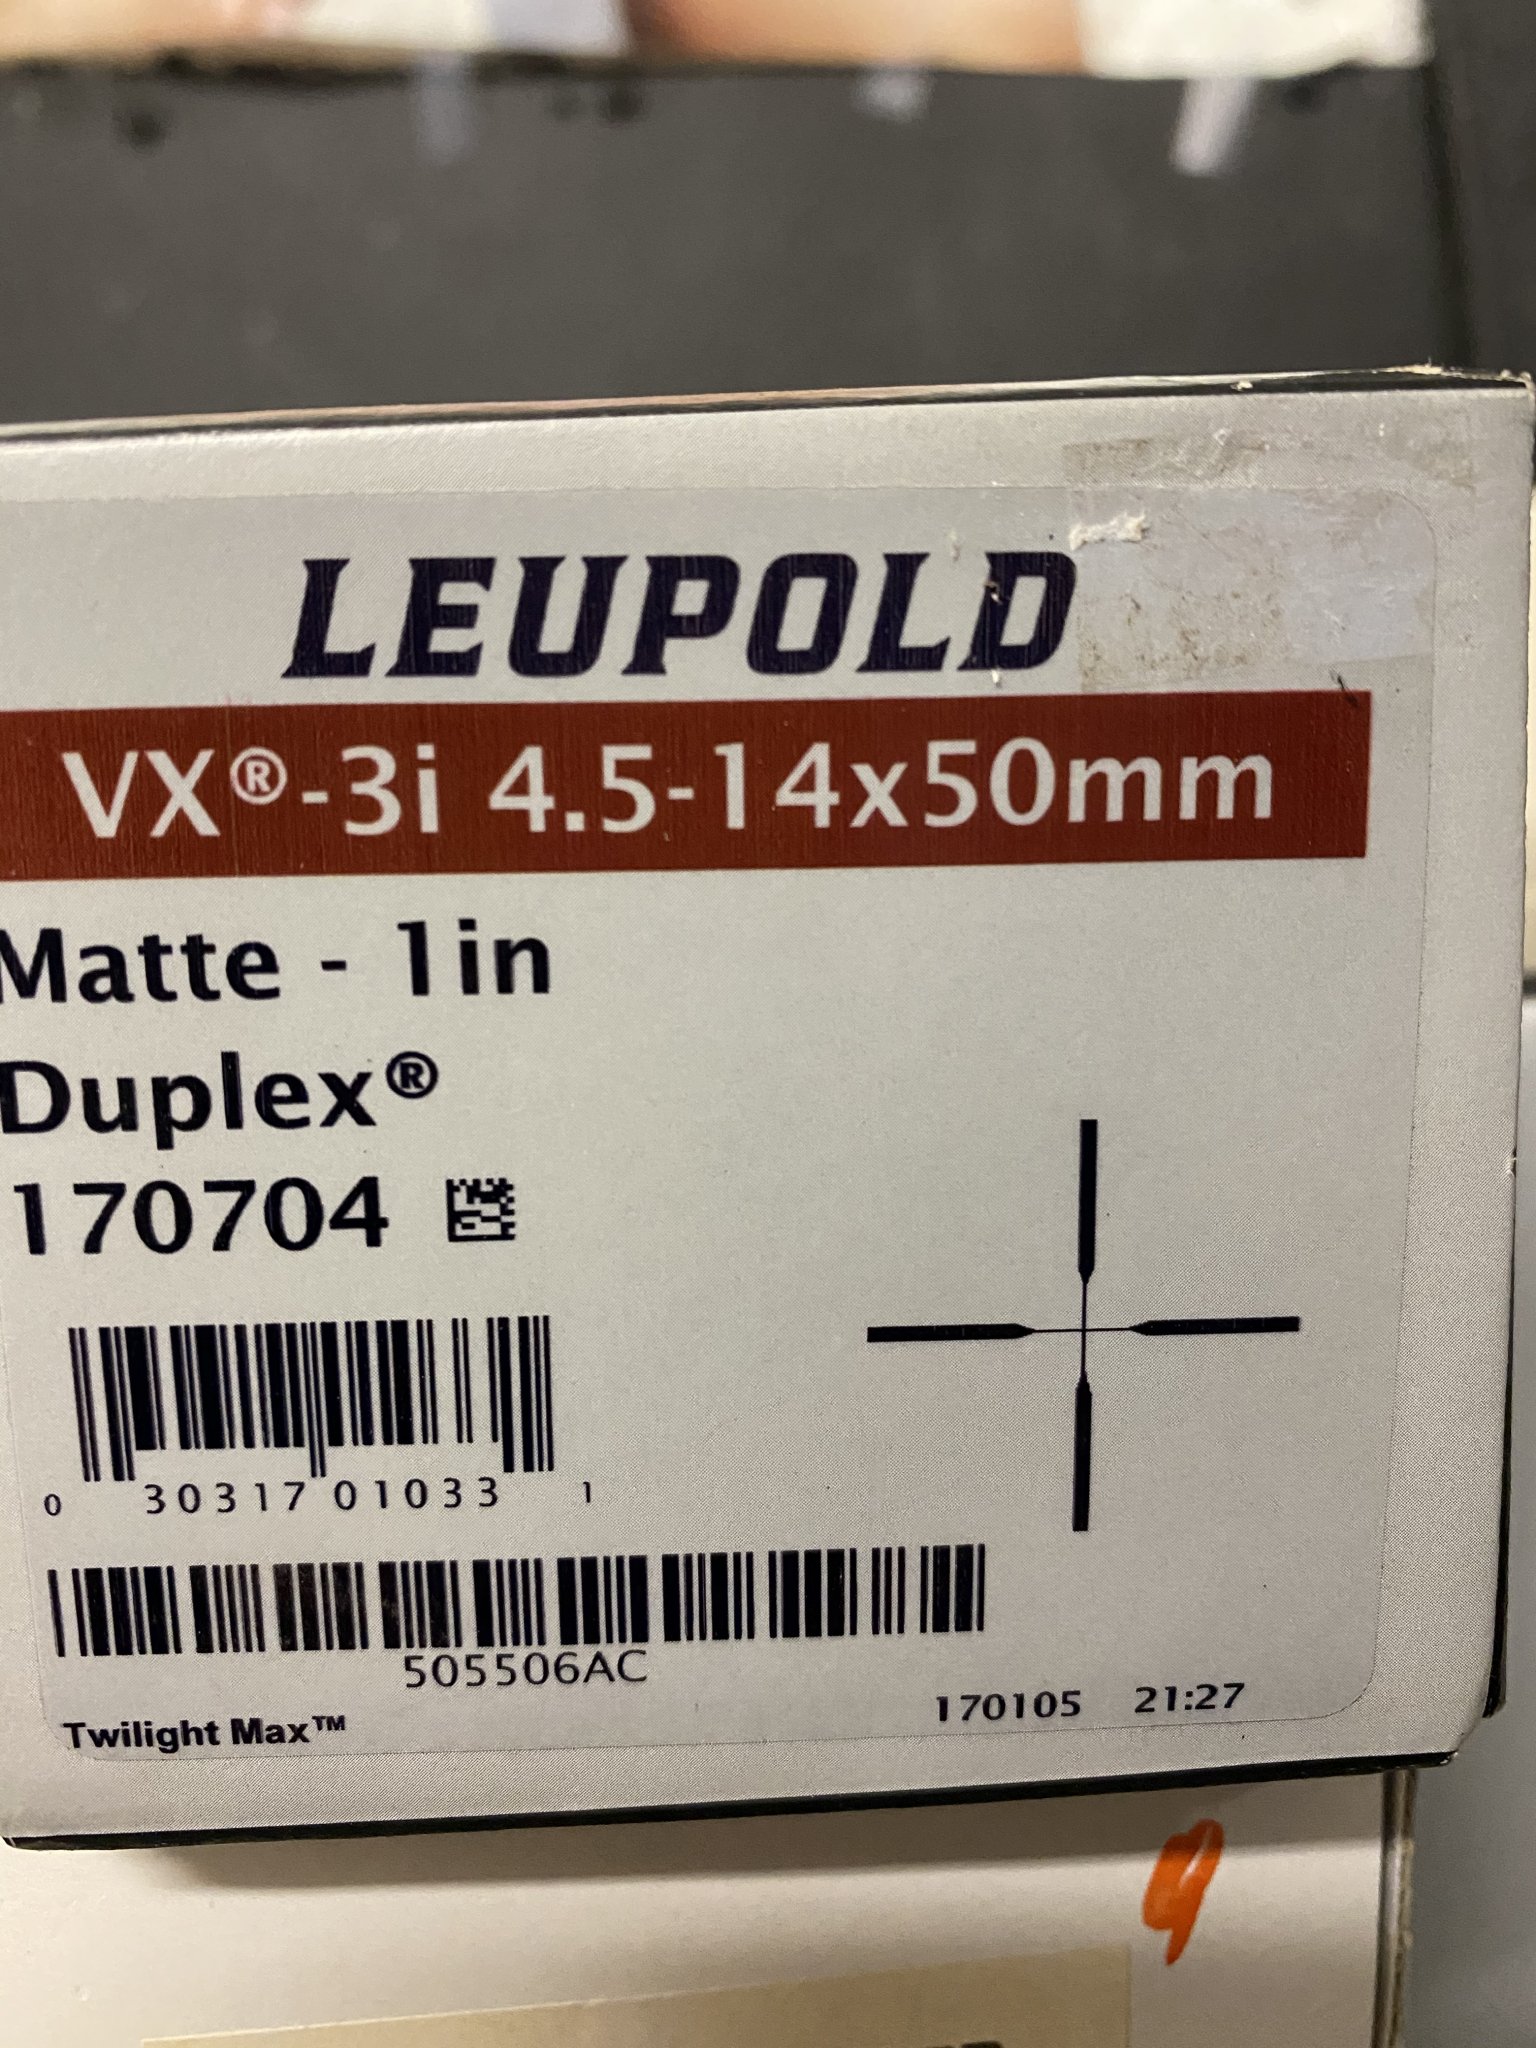 LEUPOLD
VX®-3i 4.5-14x50mm
Matte - 1in
Duplex®
170704
0 30317 01033 1
505506AC
170105 21:27
Twilight Max™